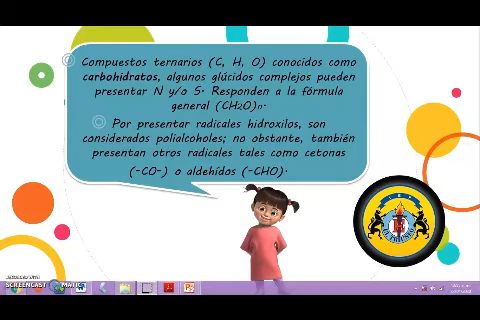 Compuestos ternarios (C, H, O) conocidos como
carbohidratos, algunos glúcidos complejos pueden
presentar N y/o S. Responden a la fórmula
general (CH2O)n.
Por presentar radicales hidroxilos, son
considerados polialcoholes; no obstante, también
presentan otros radicales tales como cetonas
(-CO-) o aldehídos (-CHO).
SCREENCAST MATIC